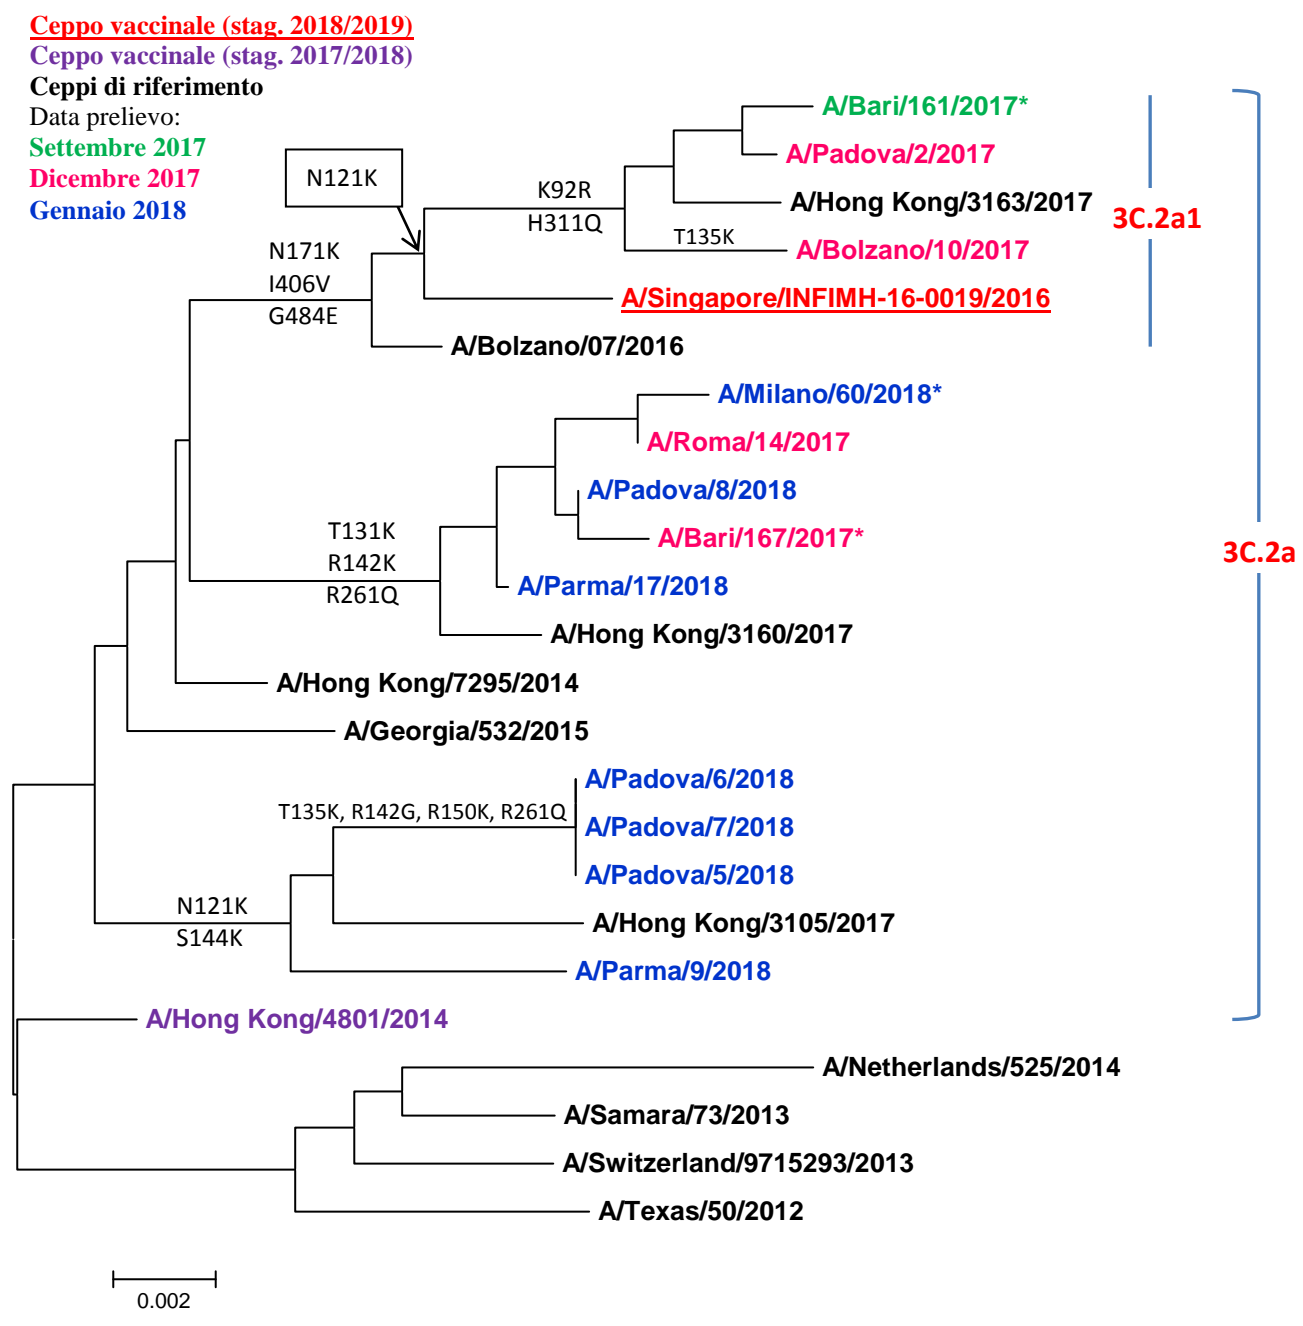 Ceppo vaccinale (stag. 2018/2019)
Ceppo vaccinale (stag. 2017/2018)
Ceppi di riferimento
Data prelievo:
Settembre 2017
Dicembre 2017
Gennaio 2018
A/Bari/161/2017*
A/Padova/2/2017
N121K
K92R
A/Hong Kong/3163/2017
3C.2a1
H311Q
T135K
A/Bolzano/10/2017
N171K
I406V
A/Singapore/INFIMH-16-0019/2016
G484E
A/Bolzano/07/2016
A/Milano/60/2018*
A/Roma/14/2017
A/Padova/8/2018
T131K
A/Bari/167/2017*
3C.2a
R142K
A/Parma/17/2018
R261Q
A/Hong Kong/3160/2017
A/Hong Kong/7295/2014
A/Georgia/532/2015
A/Padova/6/2018
T135K, R142G, R150K, R261Q
A/Padova/7/2018
A/Padova/5/2018
N121K
A/Hong Kong/3105/2017
S144K
A/Parma/9/2018
A/Hong Kong/4801/2014
A/Netherlands/525/2014
A/Samara/73/2013
A/Switzerland/9715293/2013
A/Texas/50/2012
0.002